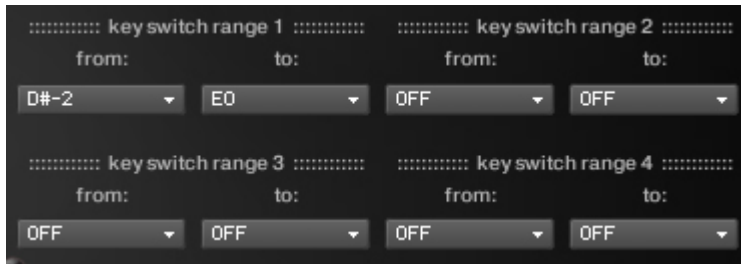 :::::::::::: key switch range 1 :::::::::::: :::::::::::: key switch range 2 ::::::::::::
from: to: from: to:
D#-2 E0 OFF OFF
:::::::::::: key switch range 3 :::::::::::: :::::::::::: key switch range 4 ::::::::::::
from: to: from: to:
OFF OFF OFF OFF